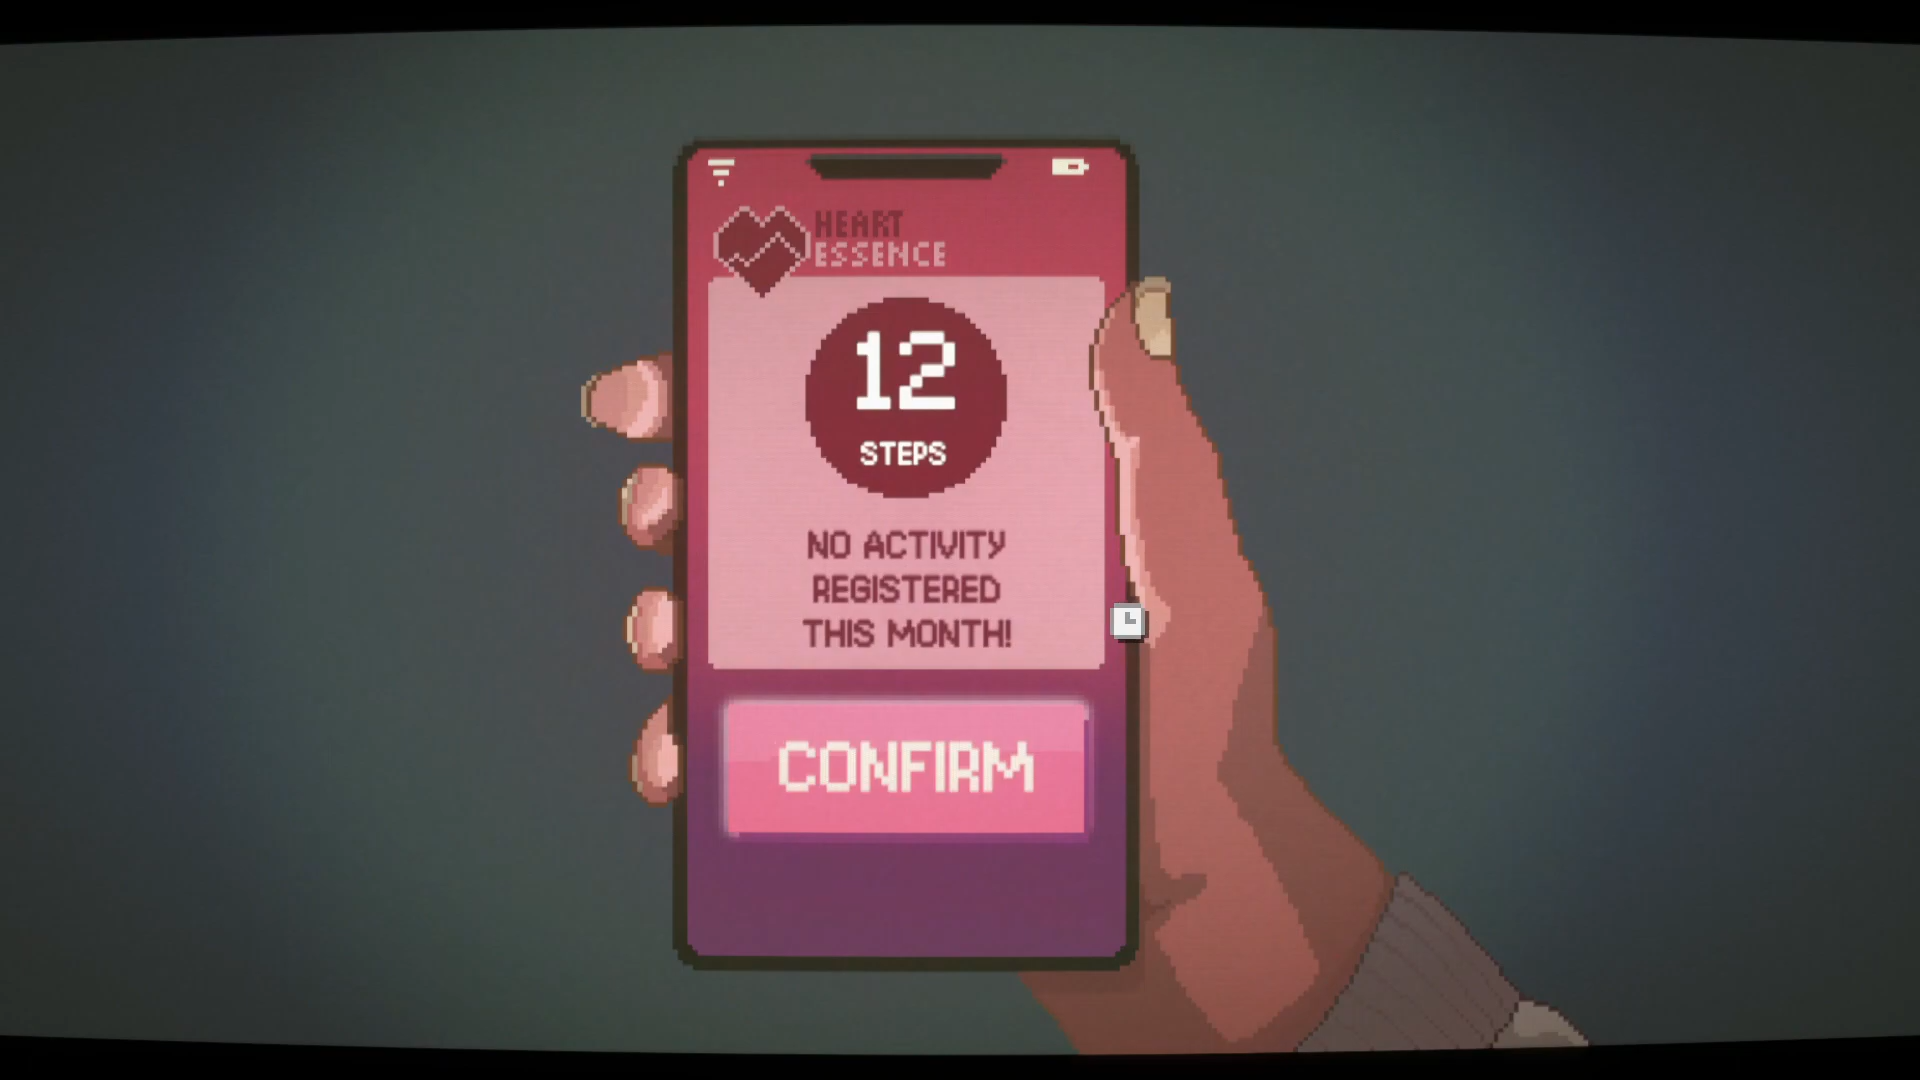 HEART
ESSENCE
12
STEPS
NO ACTIVITY
REGISTERED
THIS MONTH!
CONFIRM